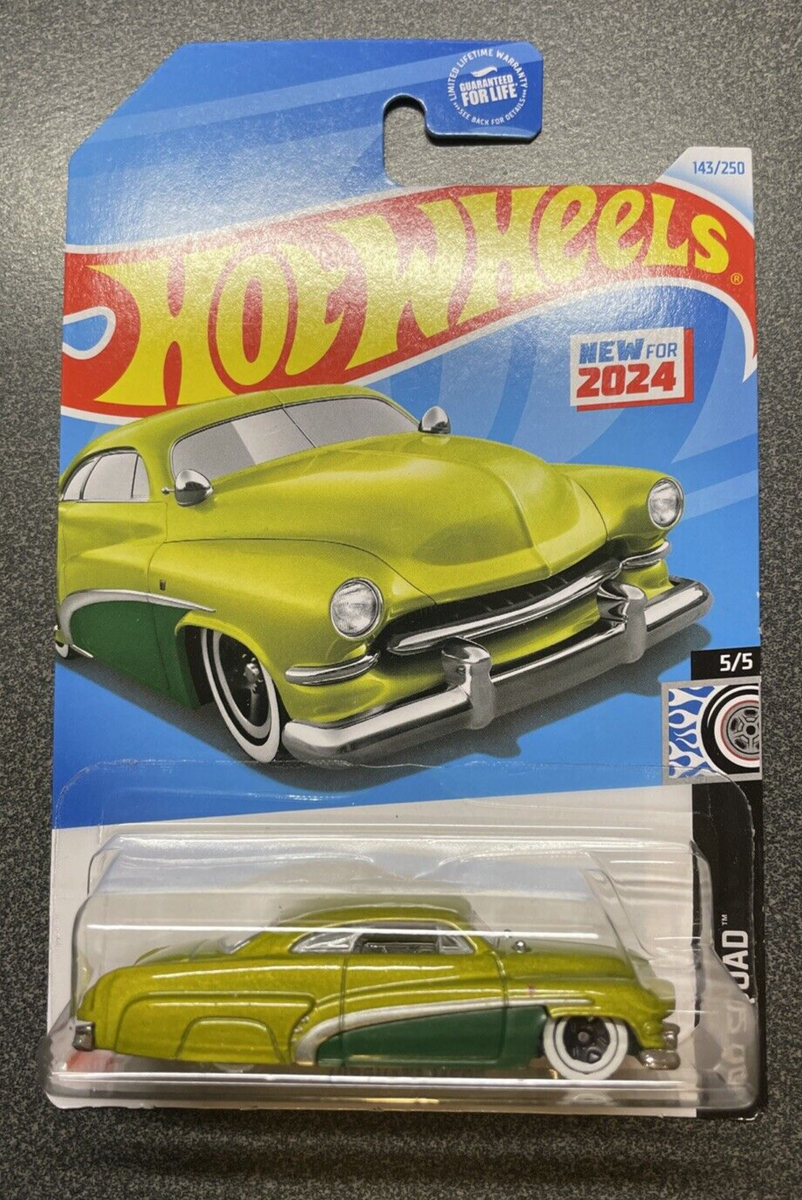 LIMITED LIFETIME WARRANTY
GUARANTEED
FOR LIFE
SEE BACK FOR DETAILS
143/250
HOT WHEELS®
NEW FOR
2024
5/5